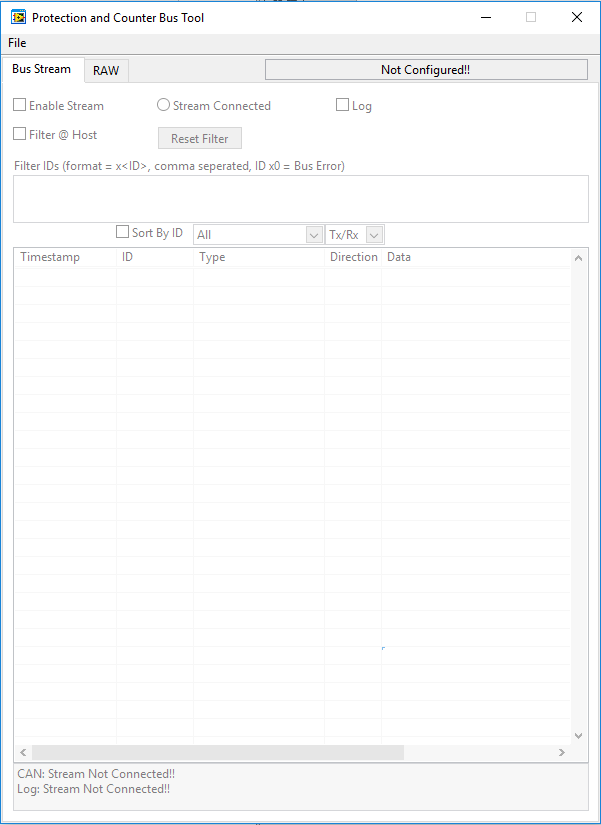 Protection and Counter Bus Tool
File
Bus Stream RAW Not Configured!!
Enable Stream Stream Connected Log
Filter @ Host Reset Filter
Filter IDs (format = x<ID>, comma seperated, ID x0 = Bus Error)
Sort By ID All Tx/Rx
Timestamp ID Type Direction Data
CAN: Stream Not Connected!!
Log: Stream Not Connected!!